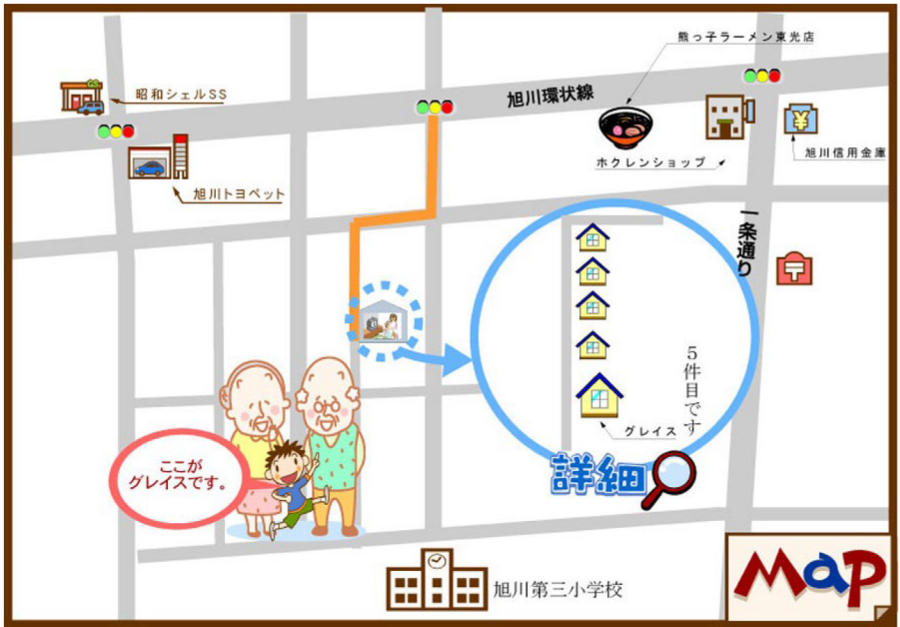 熊っ子ラーメン東光店
昭和シェルSS
旭川環状線
旭川トヨペット
ホクレンショップ
旭川信用金庫
一条通り
5件目です
グレイス
詳細
ここが
グレイスです。
旭川第三小学校
MaP